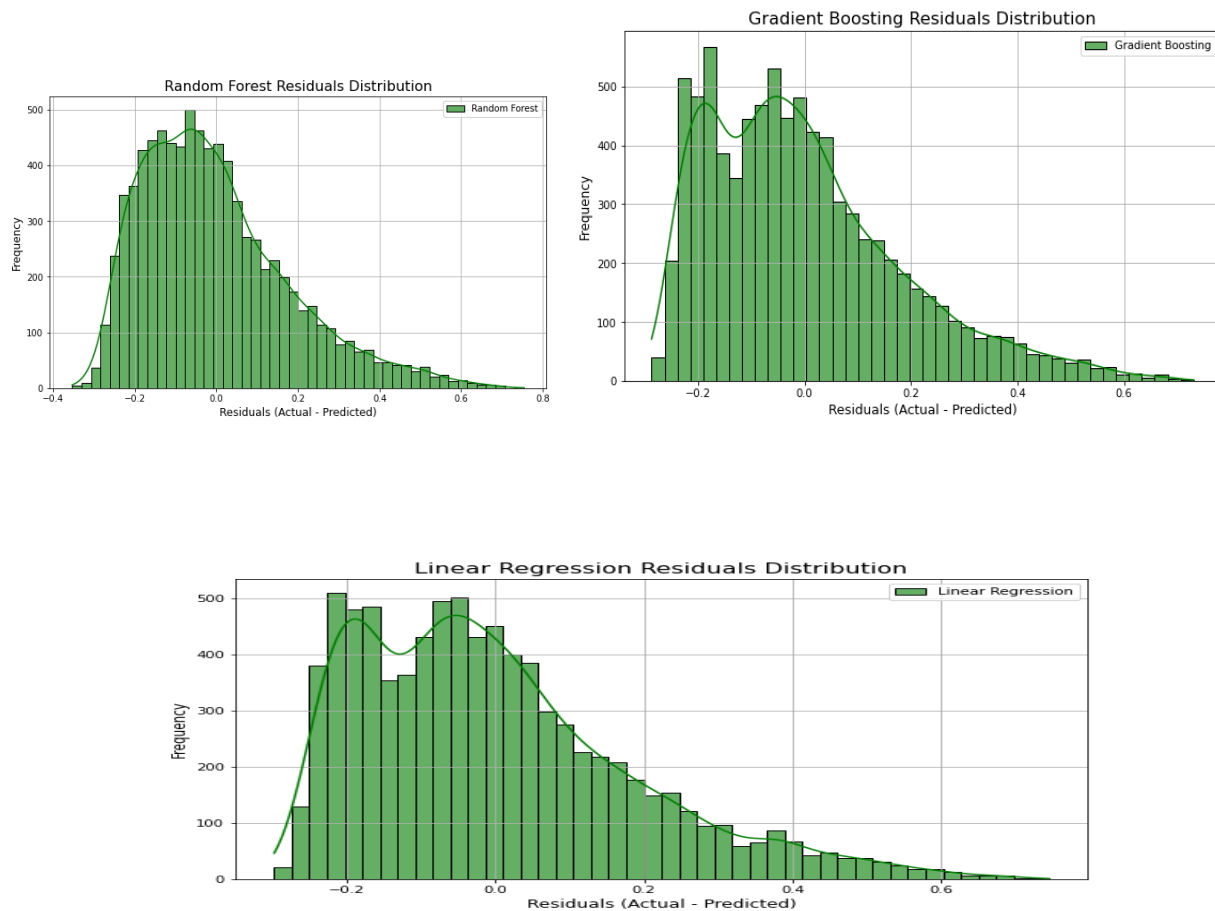 Random Forest Residuals Distribution
Random Forest
500
400
300
200
100
0
Frequency
−0.4 −0.2 0.0 0.2 0.4 0.6 0.8
Residuals (Actual - Predicted)
Gradient Boosting Residuals Distribution
Gradient Boosting
500
400
300
200
100
0
Frequency
−0.2 0.0 0.2 0.4 0.6
Residuals (Actual - Predicted)
Linear Regression Residuals Distribution
Linear Regression
500
400
300
200
100
0
Frequency
−0.2 0.0 0.2 0.4 0.6
Residuals (Actual - Predicted)